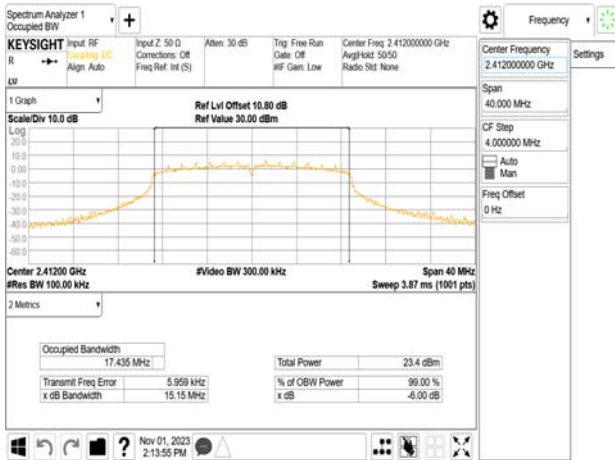 Spectrum Analyzer 1
Occupied BW
Frequency
KEYSIGHT
R
LVI
Input: RF
Coupling: DC
Align: Auto
Input Z: 50 Ω
Corrections: Off
Freq Ref: Int (S)
Atten: 30 dB
Trig: Free Run
Gate: Off
#IF Gain: Low
Center Freq: 2.412000000 GHz
Avg|Hold: 50/50
Radio Std: None
Center Frequency
2.412000000 GHz
Settings
Span
40.000 MHz
CF Step
4.000000 MHz
Auto
Man
Freq Offset
0 Hz
1 Graph
Scale/Div 10.0 dB
Ref Lvl Offset 10.80 dB
Ref Value 30.00 dBm
Log
20.0
10.0
0.00
-10.0
-20.0
-30.0
-40.0
-50.0
-60.0
Center 2.41200 GHz
#Res BW 100.00 kHz
#Video BW 300.00 kHz
Span 40 MHz
Sweep 3.87 ms (1001 pts)
2 Metrics
Occupied Bandwidth
17.435 MHz
Total Power 23.4 dBm
Transmit Freq Error 5.959 kHz
% of OBW Power 99.00 %
x dB Bandwidth 15.15 MHz
x dB -6.00 dB
Nov 01, 2023
2:13:55 PM